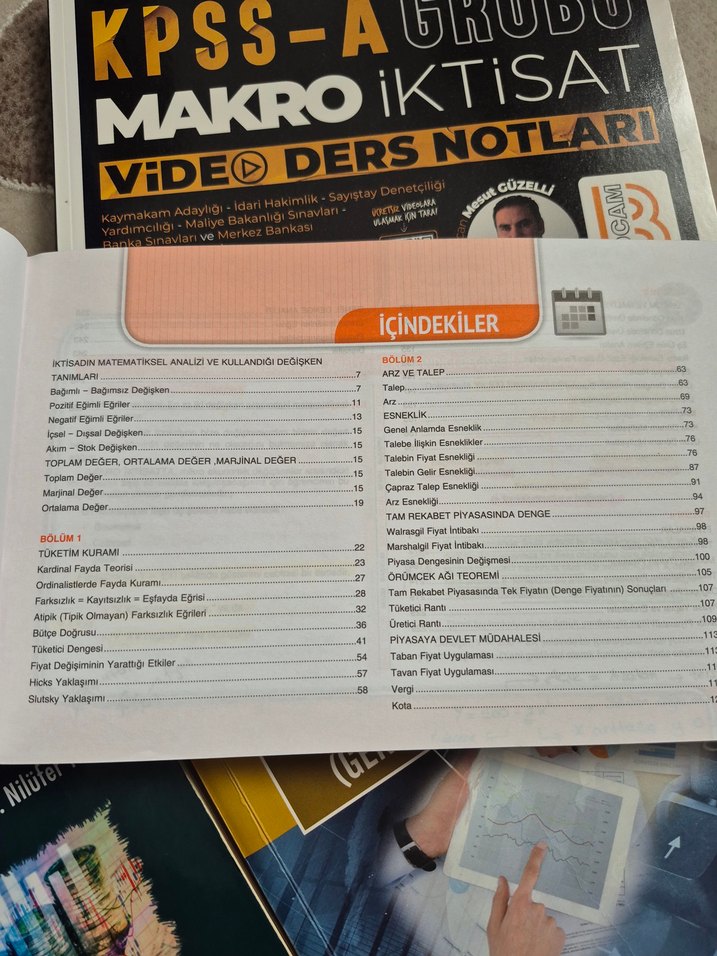 KPSS-A GRUBU
MAKRO İKTİSAT
VİDEO DERS NOTLARI
Kaymakam Adaylığı - İdari Hakimlik - Sayıştay Denetçiliği
Yardımcılığı - Maliye Bakanlığı Sınavları -
Banka Sınavları ve Merkez Bankası
ÜCRETSİZ VİDEOLARA
ULAŞMAK İÇİN TARA!
Mesut GÜZELLİ
HOCAM
İÇİNDEKİLER
İKTİSADIN MATEMATİKSEL ANALİZİ VE KULLANDIĞI DEĞİŞKEN
TANIMLARI ........ 7
Bağımlı – Bağımsız Değişken ........ 7
Pozitif Eğimli Eğriler ........ 11
Negatif Eğimli Eğriler ........ 13
İçsel – Dışsal Değişken ........ 15
Akım – Stok Değişken ........ 15
TOPLAM DEĞER, ORTALAMA DEĞER ,MARJİNAL DEĞER ........ 15
Toplam Değer ........ 15
Marjinal Değer ........ 15
Ortalama Değer ........ 19
BÖLÜM 1
TÜKETİM KURAMI ........ 22
Kardinal Fayda Teorisi ........ 23
Ordinalistlerde Fayda Kuramı ........ 27
Farksızlık = Kayıtsızlık = Eşfayda Eğrisi ........ 28
Atipik (Tipik Olmayan) Farksızlık Eğrileri ........ 32
Bütçe Doğrusu ........ 36
Tüketici Dengesi ........ 41
Fiyat Değişiminin Yarattığı Etkiler ........ 54
Hicks Yaklaşımı ........ 57
Slutsky Yaklaşımı ........ 58
BÖLÜM 2
ARZ VE TALEP ........ 63
Talep ........ 63
Arz ........ 69
ESNEKLİK ........ 73
Genel Anlamda Esneklik ........ 73
Talebe İlişkin Esneklikler ........ 76
Talebin Fiyat Esnekliği ........ 76
Talebin Gelir Esnekliği ........ 87
Çapraz Talep Esnekliği ........ 91
Arz Esnekliği ........ 94
TAM REKABET PİYASASINDA DENGE ........ 97
Walrasgil Fiyat İntibakı ........ 98
Marshalgil Fiyat İntibakı ........ 98
Piyasa Dengesinin Değişmesi ........ 100
ÖRÜMCEK AĞI TEOREMİ ........ 105
Tam Rekabet Piyasasında Tek Fiyatın (Denge Fiyatının) Sonuçları ........ 107
Tüketici Rantı ........ 107
Üretici Rantı ........ 109
PİYASAYA DEVLET MÜDAHALESİ ........ 113
Taban Fiyat Uygulaması ........ 113
Tavan Fiyat Uygulaması ........
Vergi ........
Kota ........
Nilüfer